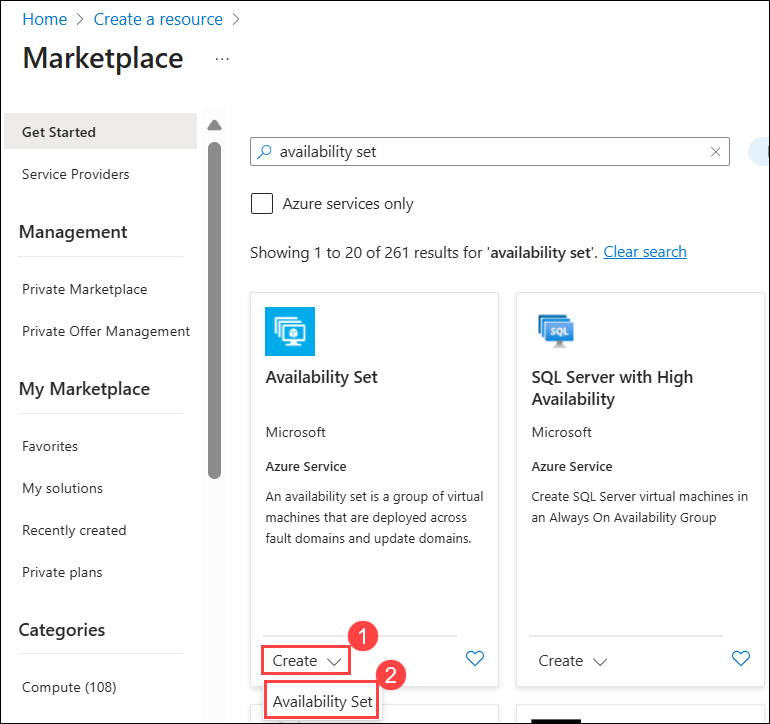 Home > Create a resource >
Marketplace ...
Get Started
Service Providers
Management
Private Marketplace
Private Offer Management
My Marketplace
Favorites
My solutions
Recently created
Private plans
Categories
Compute (108)
availability set
Azure services only
Showing 1 to 20 of 261 results for 'availability set'. Clear search
Availability Set
Microsoft
Azure Service
An availability set is a group of virtual
machines that are deployed across
fault domains and update domains.
Create
1
2
Availability Set
SQL
SQL Server with High
Availability
Microsoft
Azure Service
Create SQL Server virtual machines in
an Always On Availability Group
Create